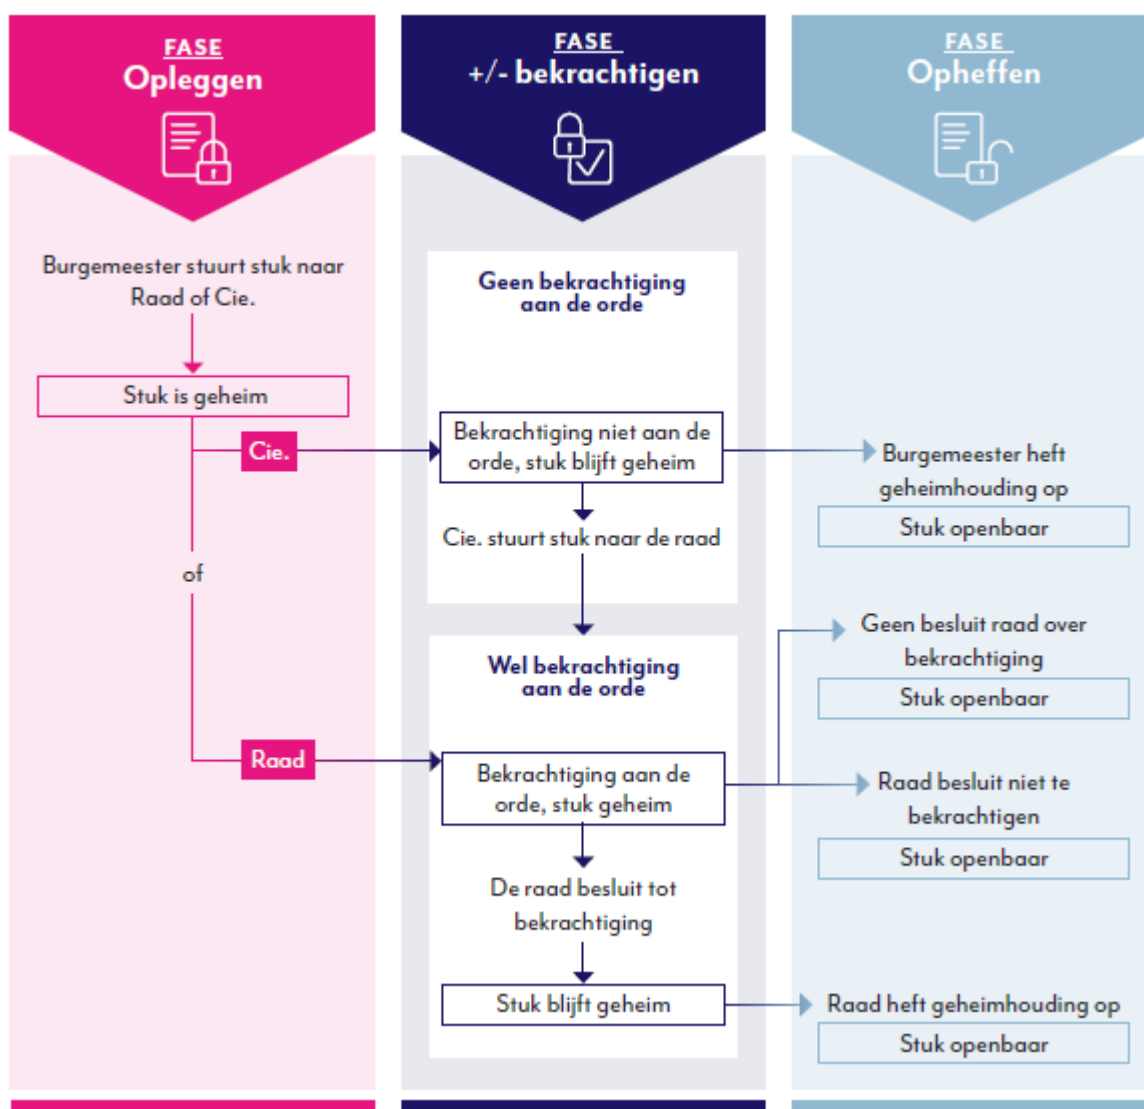 FASE
Opleggen
Burgemeester stuurt stuk naar
Raad of Cie.
Stuk is geheim
Cie.
of
Raad
FASE
+/- bekrachtigen
Geen bekrachtiging
aan de orde
Bekrachtiging niet aan de
orde, stuk blijft geheim
Cie. stuurt stuk naar de raad
Wel bekrachtiging
aan de orde
Bekrachtiging aan de
orde, stuk geheim
De raad besluit tot
bekrachtiging
Stuk blijft geheim
FASE
Opheffen
Burgemeester heft
geheimhouding op
Stuk openbaar
Geen besluit raad over
bekrachtiging
Stuk openbaar
Raad besluit niet te
bekrachtigen
Stuk openbaar
Raad heft geheimhouding op
Stuk openbaar